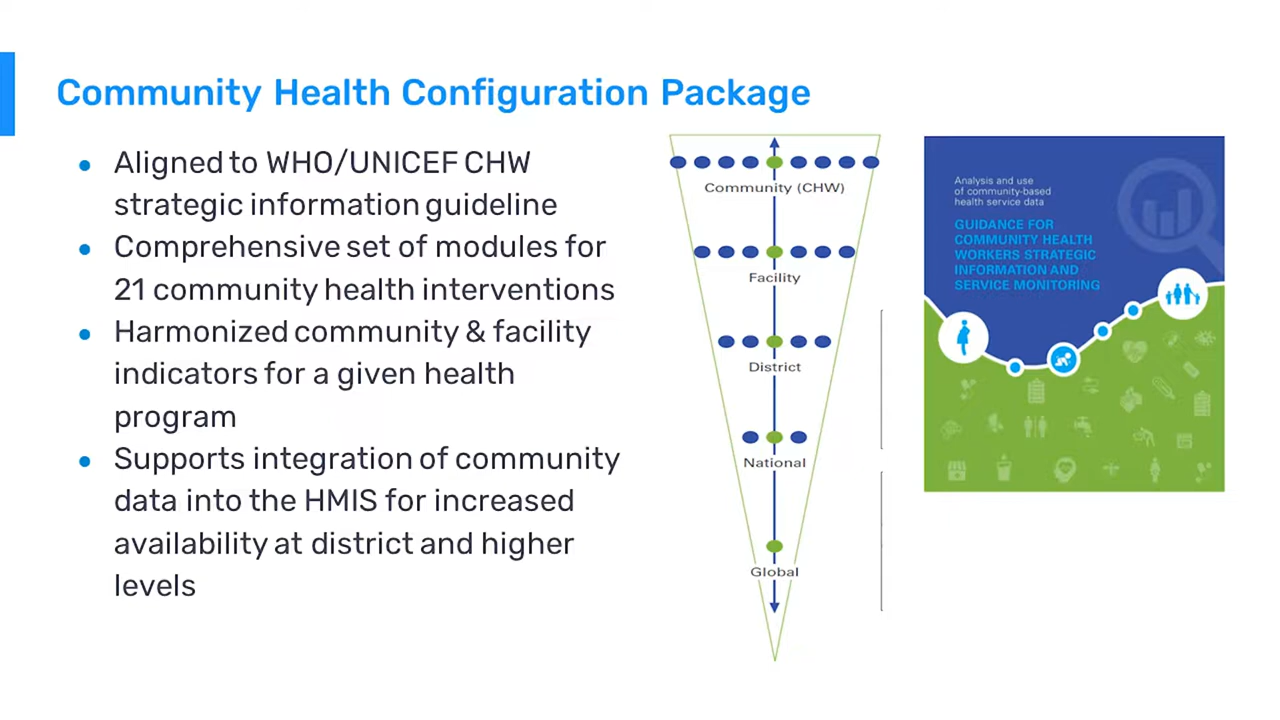 Community Health Configuration Package
Aligned to WHO/UNICEF CHW
strategic information guideline
Comprehensive set of modules for
21 community health interventions
Harmonized community & facility
indicators for a given health
program
Supports integration of community
data into the HMIS for increased
availability at district and higher
levels
Community (CHW)
Facility
District
National
Global
Analysis and use
of community-based
health service data
GUIDANCE FOR
COMMUNITY HEALTH
WORKERS STRATEGIC
INFORMATION AND
SERVICE MONITORING